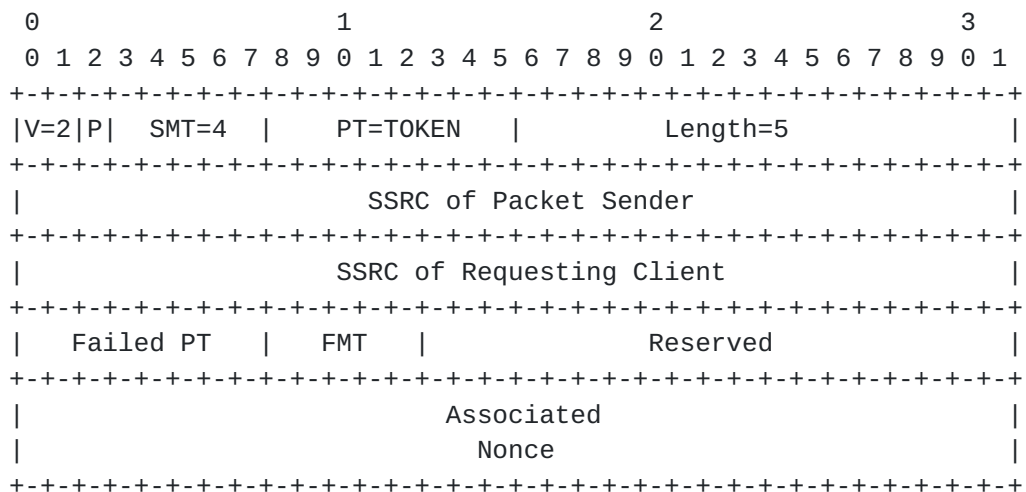 0                   1                   2                   3
 0 1 2 3 4 5 6 7 8 9 0 1 2 3 4 5 6 7 8 9 0 1 2 3 4 5 6 7 8 9 0 1
+-+-+-+-+-+-+-+-+-+-+-+-+-+-+-+-+-+-+-+-+-+-+-+-+-+-+-+-+-+-+-+-+
|V=2|P|  SMT=4  |    PT=TOKEN   |         Length=5              |
+-+-+-+-+-+-+-+-+-+-+-+-+-+-+-+-+-+-+-+-+-+-+-+-+-+-+-+-+-+-+-+-+
|                      SSRC of Packet Sender                    |
+-+-+-+-+-+-+-+-+-+-+-+-+-+-+-+-+-+-+-+-+-+-+-+-+-+-+-+-+-+-+-+-+
|                   SSRC of Requesting Client                   |
+-+-+-+-+-+-+-+-+-+-+-+-+-+-+-+-+-+-+-+-+-+-+-+-+-+-+-+-+-+-+-+-+
|   Failed PT   |   FMT   |              Reserved               |
+-+-+-+-+-+-+-+-+-+-+-+-+-+-+-+-+-+-+-+-+-+-+-+-+-+-+-+-+-+-+-+-+
|                           Associated                          |
|                             Nonce                             |
+-+-+-+-+-+-+-+-+-+-+-+-+-+-+-+-+-+-+-+-+-+-+-+-+-+-+-+-+-+-+-+-+